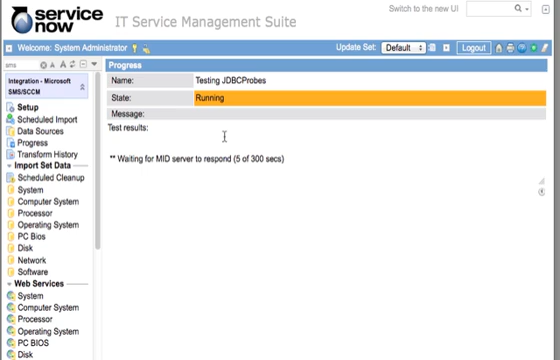 service now
IT Service Management Suite
Switch to the new UI
Welcome: System Administrator
Update Set: Default
Logout
sms
Integration - Microsoft SMS/SCCM
Setup
Scheduled Import
Data Sources
Progress
Transform History
Import Set Data
Scheduled Cleanup
System
Computer System
Processor
Operating System
PC Bios
Disk
Network
Software
Web Services
System
Computer System
Processor
Operating System
PC BIOS
Disk
Progress
Name: Testing JDBCProbes
State: Running
Message:
Test results:
** Waiting for MID server to respond (5 of 300 secs)